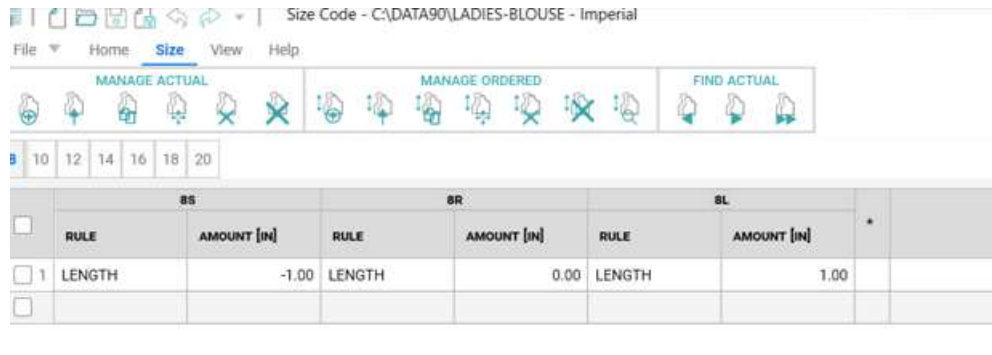 Size Code - C:\DATA90\LADIES-BLOUSE - Imperial
File Home Size View Help
MANAGE ACTUAL MANAGE ORDERED FIND ACTUAL
8 10 12 14 16 18 20
8S 8R 8L
RULE AMOUNT [IN] RULE AMOUNT [IN] RULE AMOUNT [IN] *
1 LENGTH -1.00 LENGTH 0.00 LENGTH 1.00